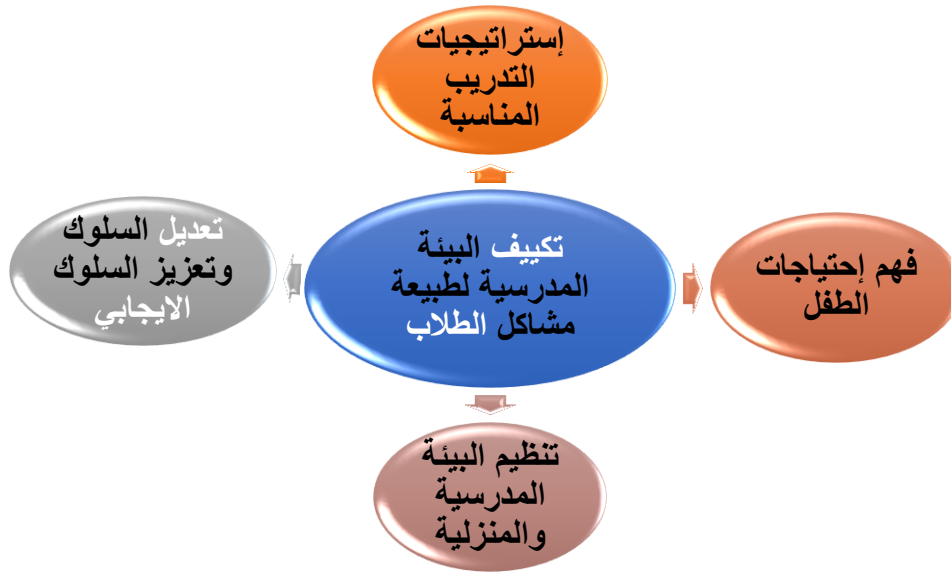 إستراتيجيات
التدريب
المناسبة
فهم إحتياجات
الطفل
تكييف البيئة
المدرسية لطبيعة
مشاكل الطلاب
تعديل السلوك
وتعزيز السلوك
الايجابي
تنظيم البيئة
المدرسية
والمنزلية